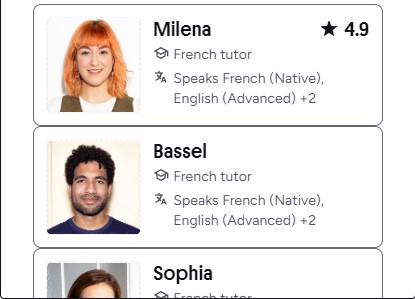 Milena
★ 4.9
French tutor
Speaks French (Native),
English (Advanced) +2
Bassel
French tutor
Speaks French (Native),
English (Advanced) +2
Sophia
French tutor